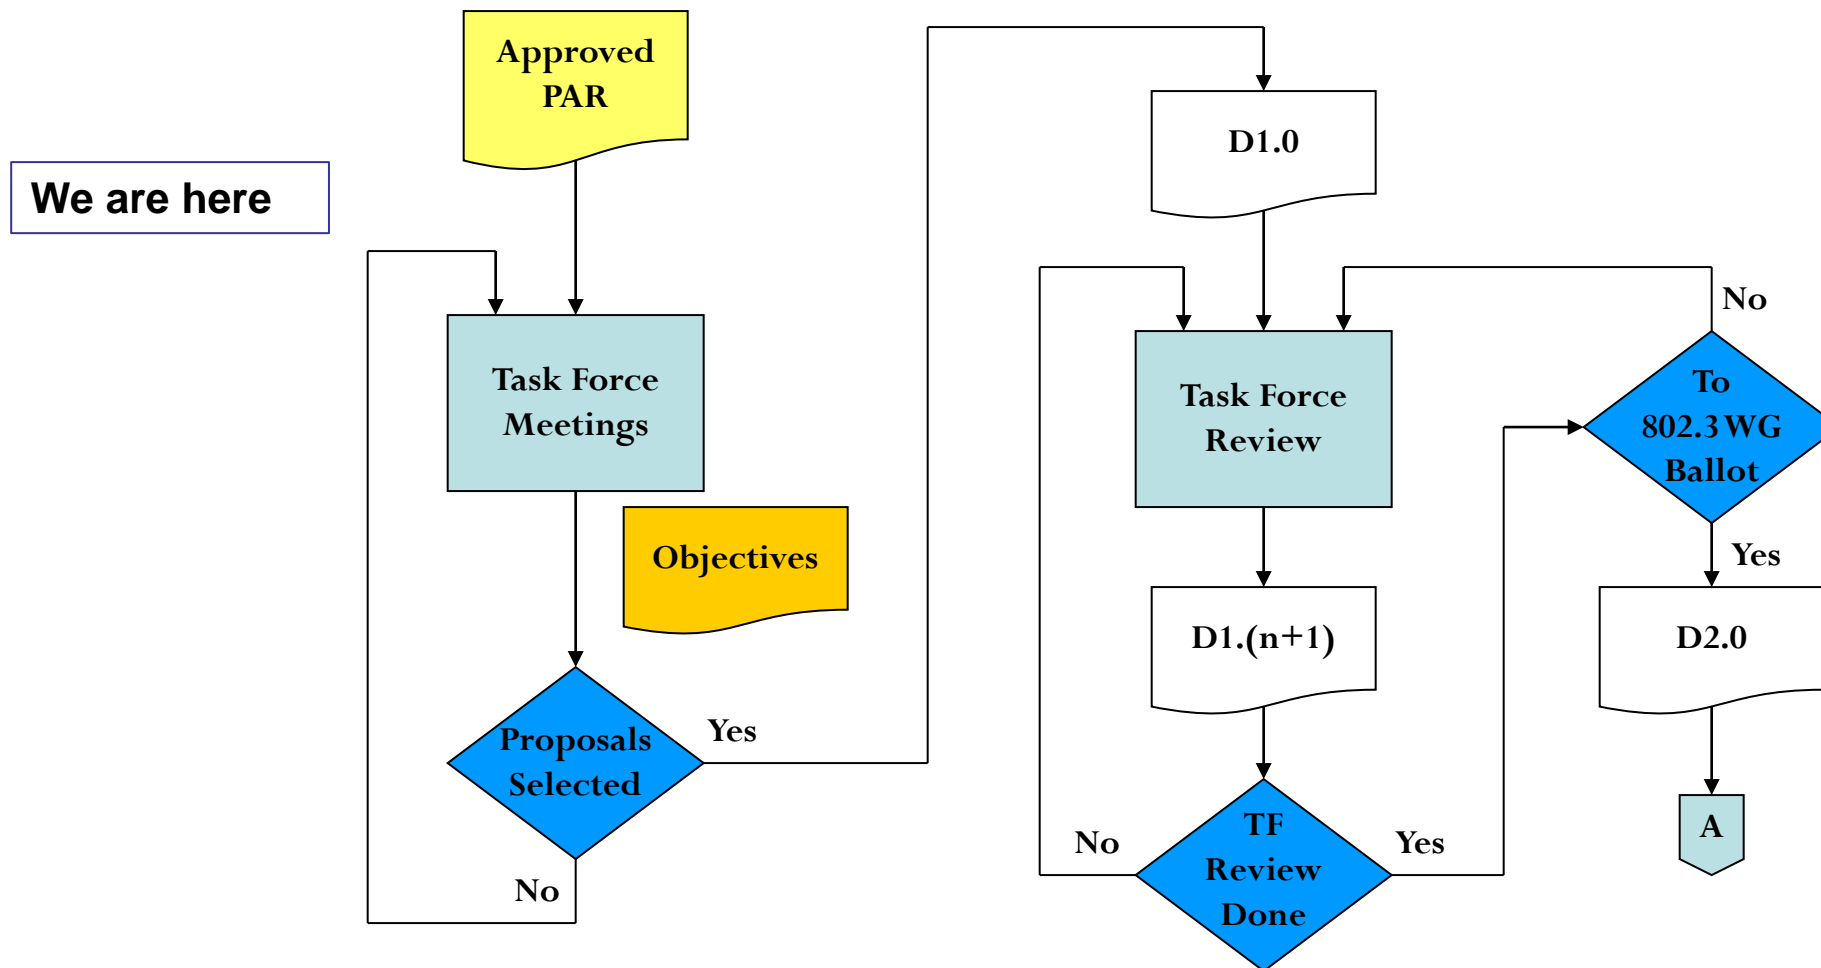 Approved
PAR
We are here
Task Force
Meetings
Objectives
Proposals
Selected
Yes
No
D1.0
Task Force
Review
D1.(n+1)
TF
Review
Done
No
Yes
To
802.3 WG
Ballot
No
Yes
D2.0
A